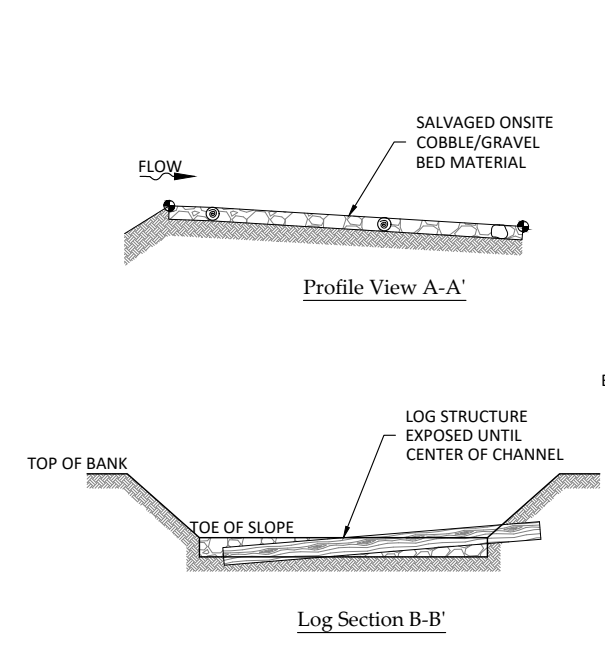 SALVAGED ONSITE
COBBLE/GRAVEL
BED MATERIAL
FLOW
Profile View A-A'
E
LOG STRUCTURE
EXPOSED UNTIL
CENTER OF CHANNEL
TOP OF BANK
TOE OF SLOPE
Log Section B-B'